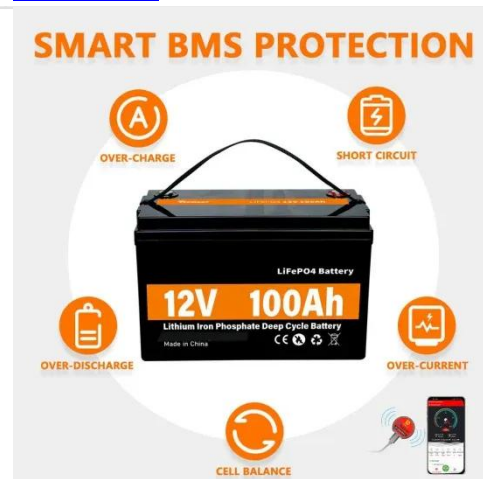 SMART BMS PROTECTION
OVER-CHARGE
SHORT CIRCUIT
LiFePO4 Battery
12V 100Ah
Lithium Iron Phosphate Deep Cycle Battery
Made in China
CE
OVER-DISCHARGE
OVER-CURRENT
CELL BALANCE